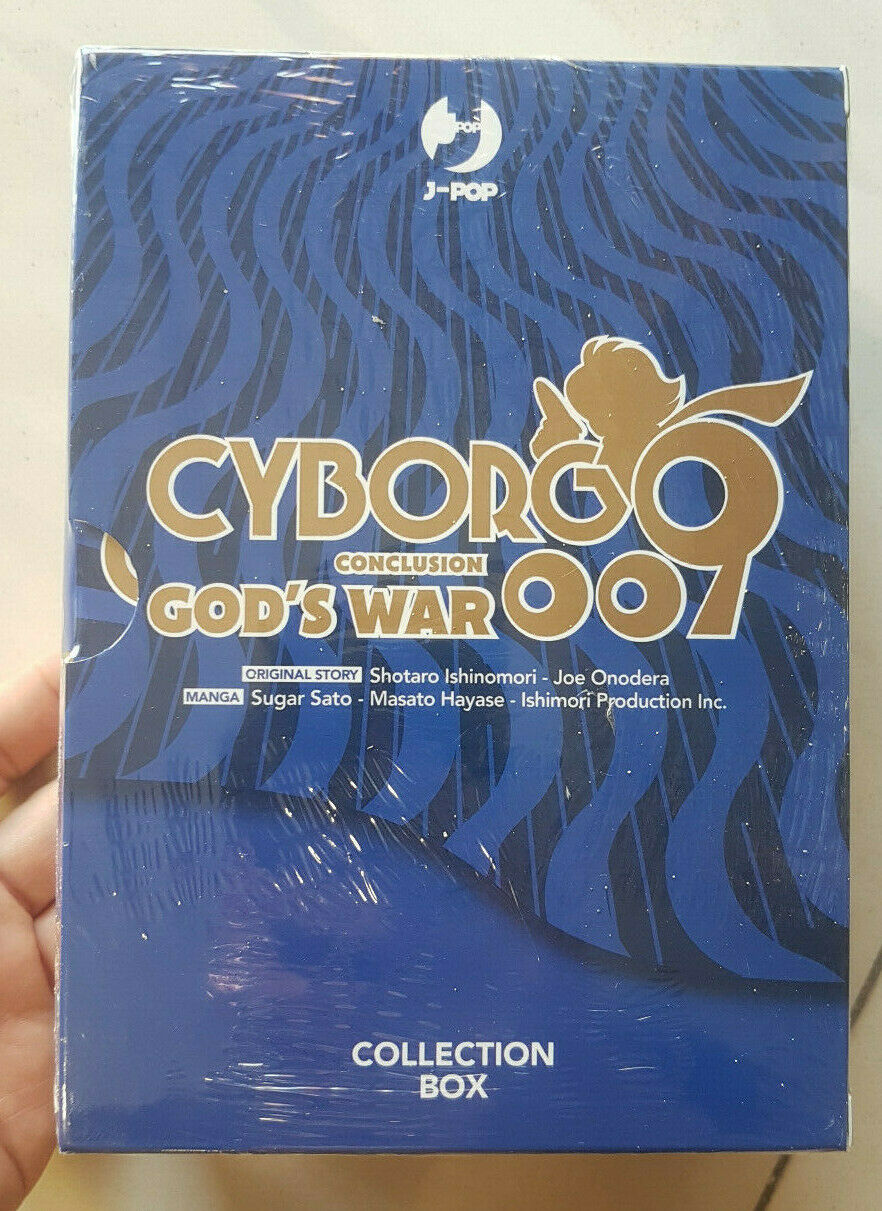 POP
J-POP
CYBORG 009
CONCLUSION
GOD'S WAR
ORIGINAL STORY Shotaro Ishinomori - Joe Onodera
MANGA Sugar Sato - Masato Hayase - Ishimori Production Inc.
COLLECTION
BOX